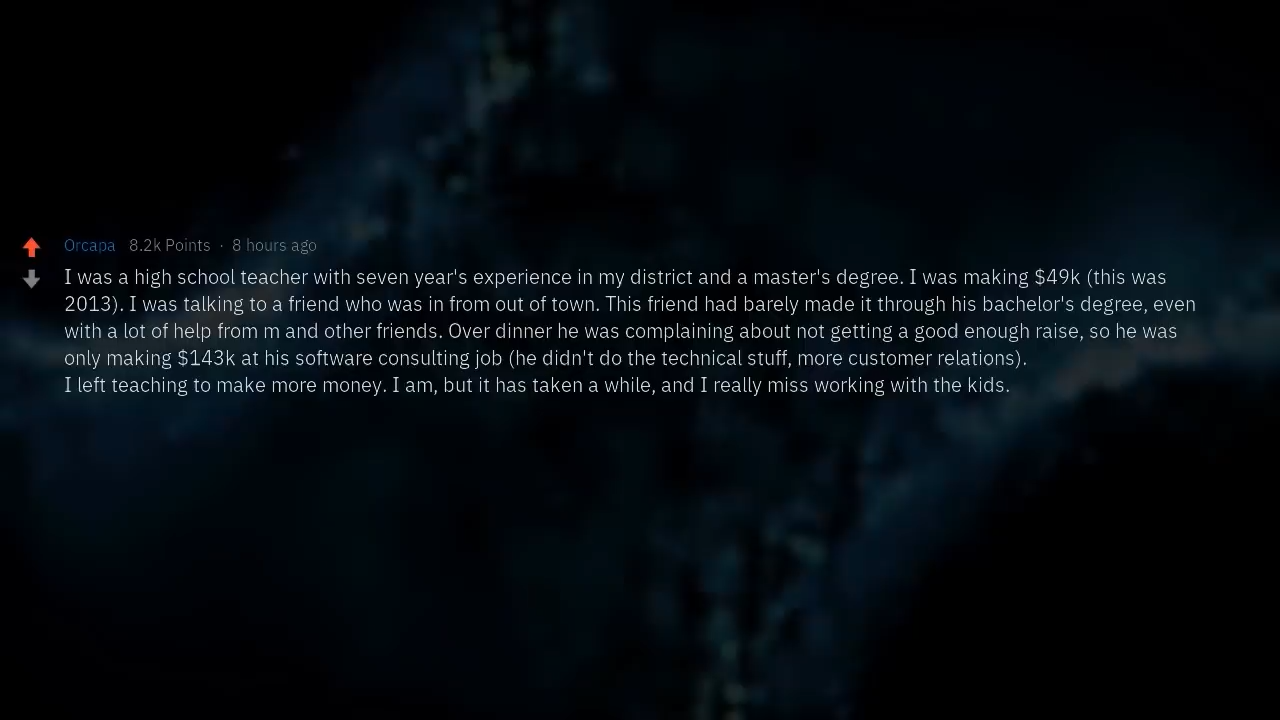 Orcapa 8.2k Points · 8 hours ago
I was a high school teacher with seven year's experience in my district and a master's degree. I was making $49k (this was
2013). I was talking to a friend who was in from out of town. This friend had barely made it through his bachelor's degree, even
with a lot of help from m and other friends. Over dinner he was complaining about not getting a good enough raise, so he was
only making $143k at his software consulting job (he didn't do the technical stuff, more customer relations).
I left teaching to make more money. I am, but it has taken a while, and I really miss working with the kids.